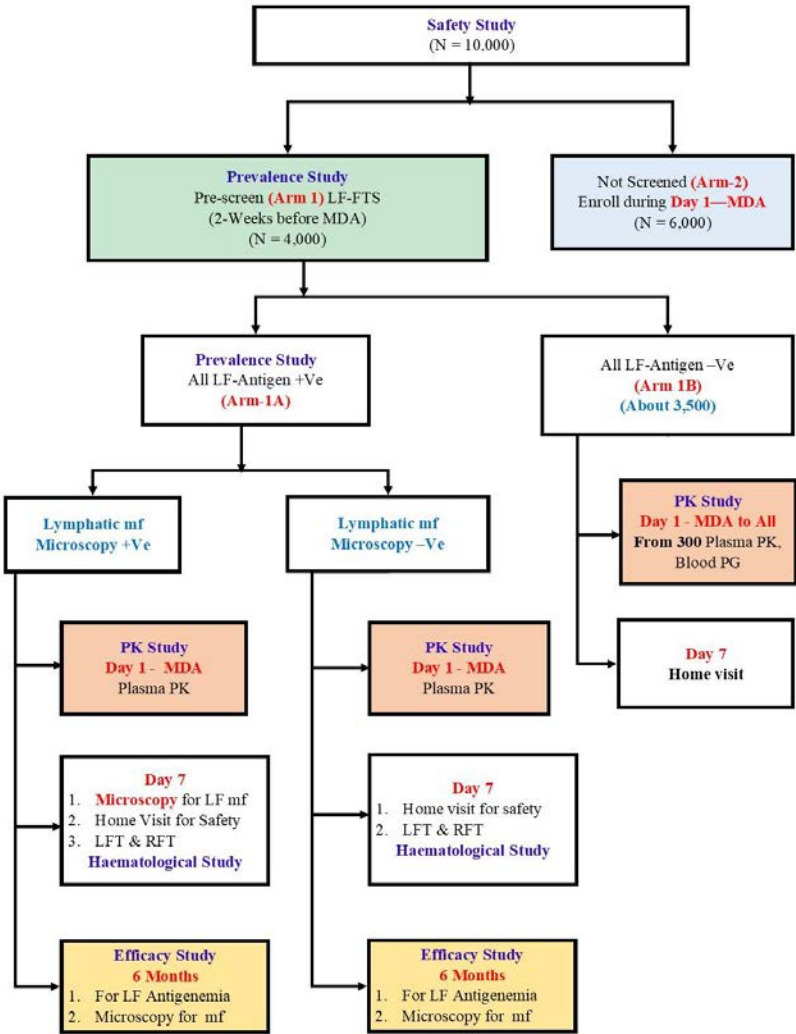 Safety Study
(N = 10,000)
Prevalence Study
Pre-screen (Arm 1) LF-FTS
(2-Weeks before MDA)
(N = 4,000)
Not Screened (Arm-2)
Enroll during Day 1—MDA
(N = 6,000)
Prevalence Study
All LF-Antigen +Ve
(Arm-1A)
All LF-Antigen –Ve
(Arm 1B)
(About 3,500)
Lymphatic mf
Microscopy +Ve
Lymphatic mf
Microscopy –Ve
PK Study
Day 1 - MDA to All
From 300 Plasma PK,
Blood PG
PK Study
Day 1 - MDA
Plasma PK
PK Study
Day 1 - MDA
Plasma PK
Day 7
Home visit
Day 7
1. Microscopy for LF mf
2. Home Visit for Safety
3. LFT & RFT
Haematological Study
Day 7
1. Home visit for safety
2. LFT & RFT
Haematological Study
Efficacy Study
6 Months
1. For LF Antigenemia
2. Microscopy for mf
Efficacy Study
6 Months
1. For LF Antigenemia
2. Microscopy for mf